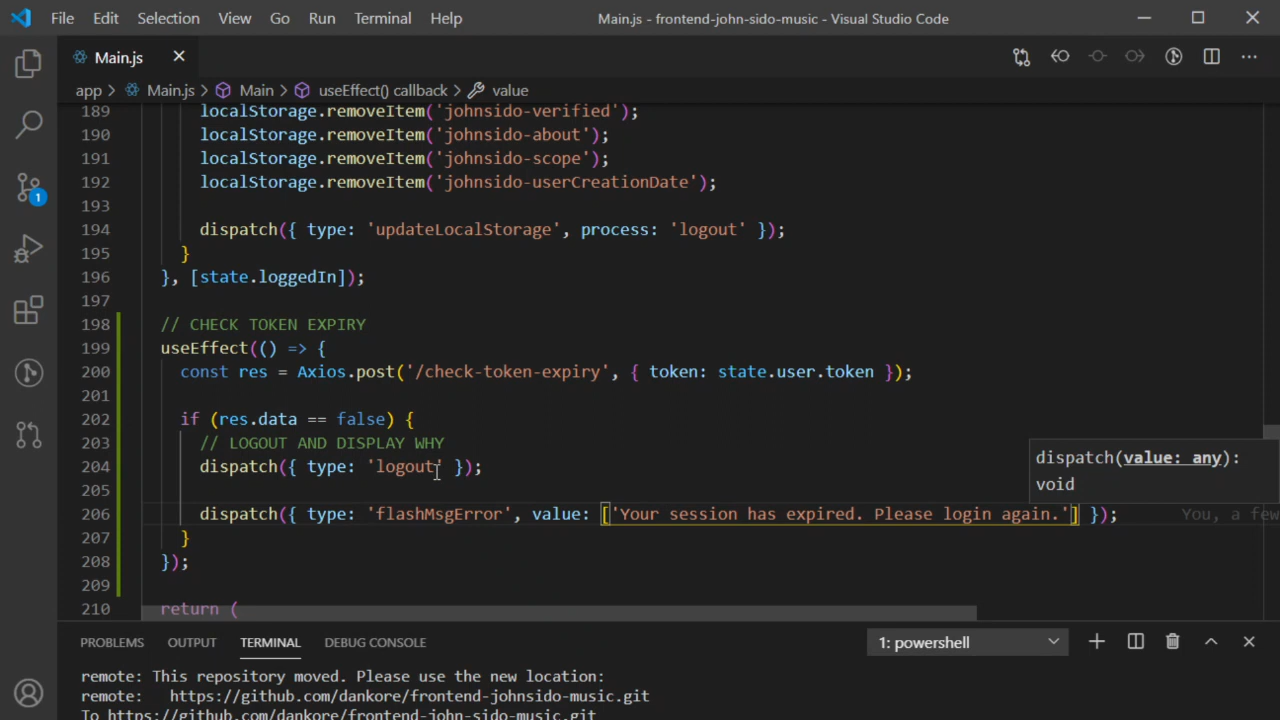 File Edit Selection View Go Run Terminal Help Main.js - frontend-john-sido-music - Visual Studio Code
Main.js
app > Main.js > Main > useEffect() callback > value
189 localStorage.removeItem('johnsido-verified');
190 localStorage.removeItem('johnsido-about');
191 localStorage.removeItem('johnsido-scope');
192 localStorage.removeItem('johnsido-userCreationDate');
193
194 dispatch({ type: 'updateLocalStorage', process: 'logout' });
195 }
196 }, [state.loggedIn]);
197
198 // CHECK TOKEN EXPIRY
199 useEffect(() => {
200 const res = Axios.post('/check-token-expiry', { token: state.user.token });
201
202 if (res.data == false) {
203 // LOGOUT AND DISPLAY WHY
204 dispatch({ type: 'logout' });
dispatch(value: any):
void
205
206 dispatch({ type: 'flashMsgError', value: ['Your session has expired. Please login again.'] }); You, a few
207 }
208 });
209
210 return (
1
PROBLEMS OUTPUT TERMINAL DEBUG CONSOLE 1: powershell
remote: This repository moved. Please use the new location:
remote: https://github.com/dankore/frontend-johnsido-music.git
To https://github.com/dankore/frontend-john-sido-music.git